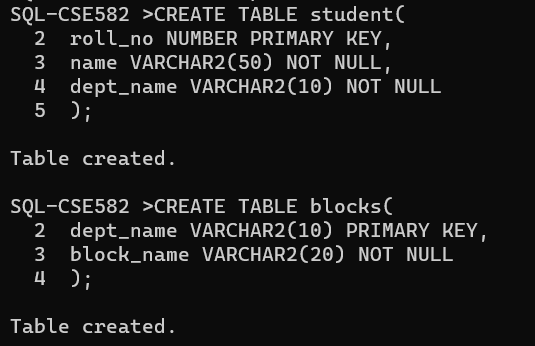 SQL-CSE582 >CREATE TABLE student(
2 roll_no NUMBER PRIMARY KEY,
3 name VARCHAR2(50) NOT NULL,
4 dept_name VARCHAR2(10) NOT NULL
5 );
Table created.
SQL-CSE582 >CREATE TABLE blocks(
2 dept_name VARCHAR2(10) PRIMARY KEY,
3 block_name VARCHAR2(20) NOT NULL
4 );
Table created.